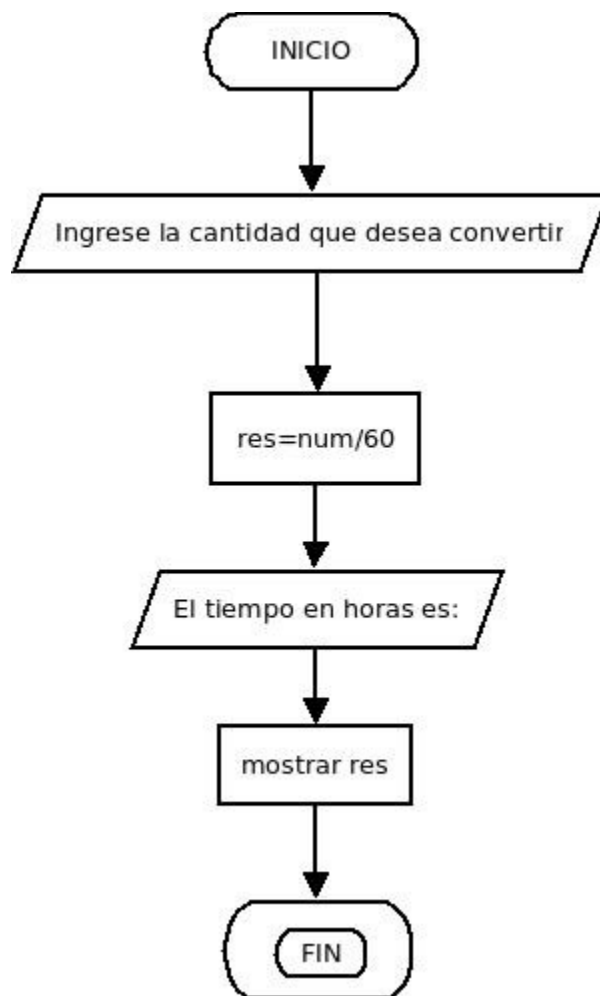 INICIO
Ingrese la cantidad que desea convertir
res=num/60
El tiempo en horas es:
mostrar res
FIN